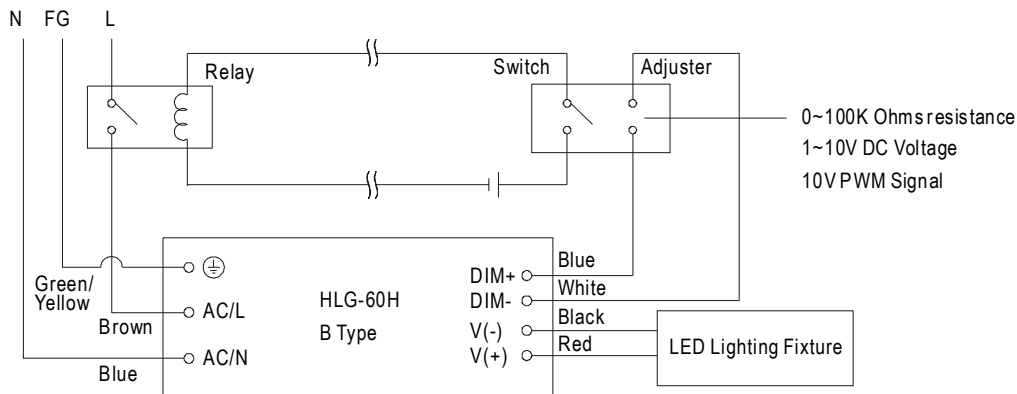 N FG L
Relay
Switch
Adjuster
0~100K Ohms resistance
1~10V DC Voltage
10V PWM Signal
Green/
Yellow
Brown
Blue
AC/L
AC/N
HLG-60H
B Type
DIM+
DIM-
V(-)
V(+)
Blue
White
Black
Red
LED Lighting Fixture